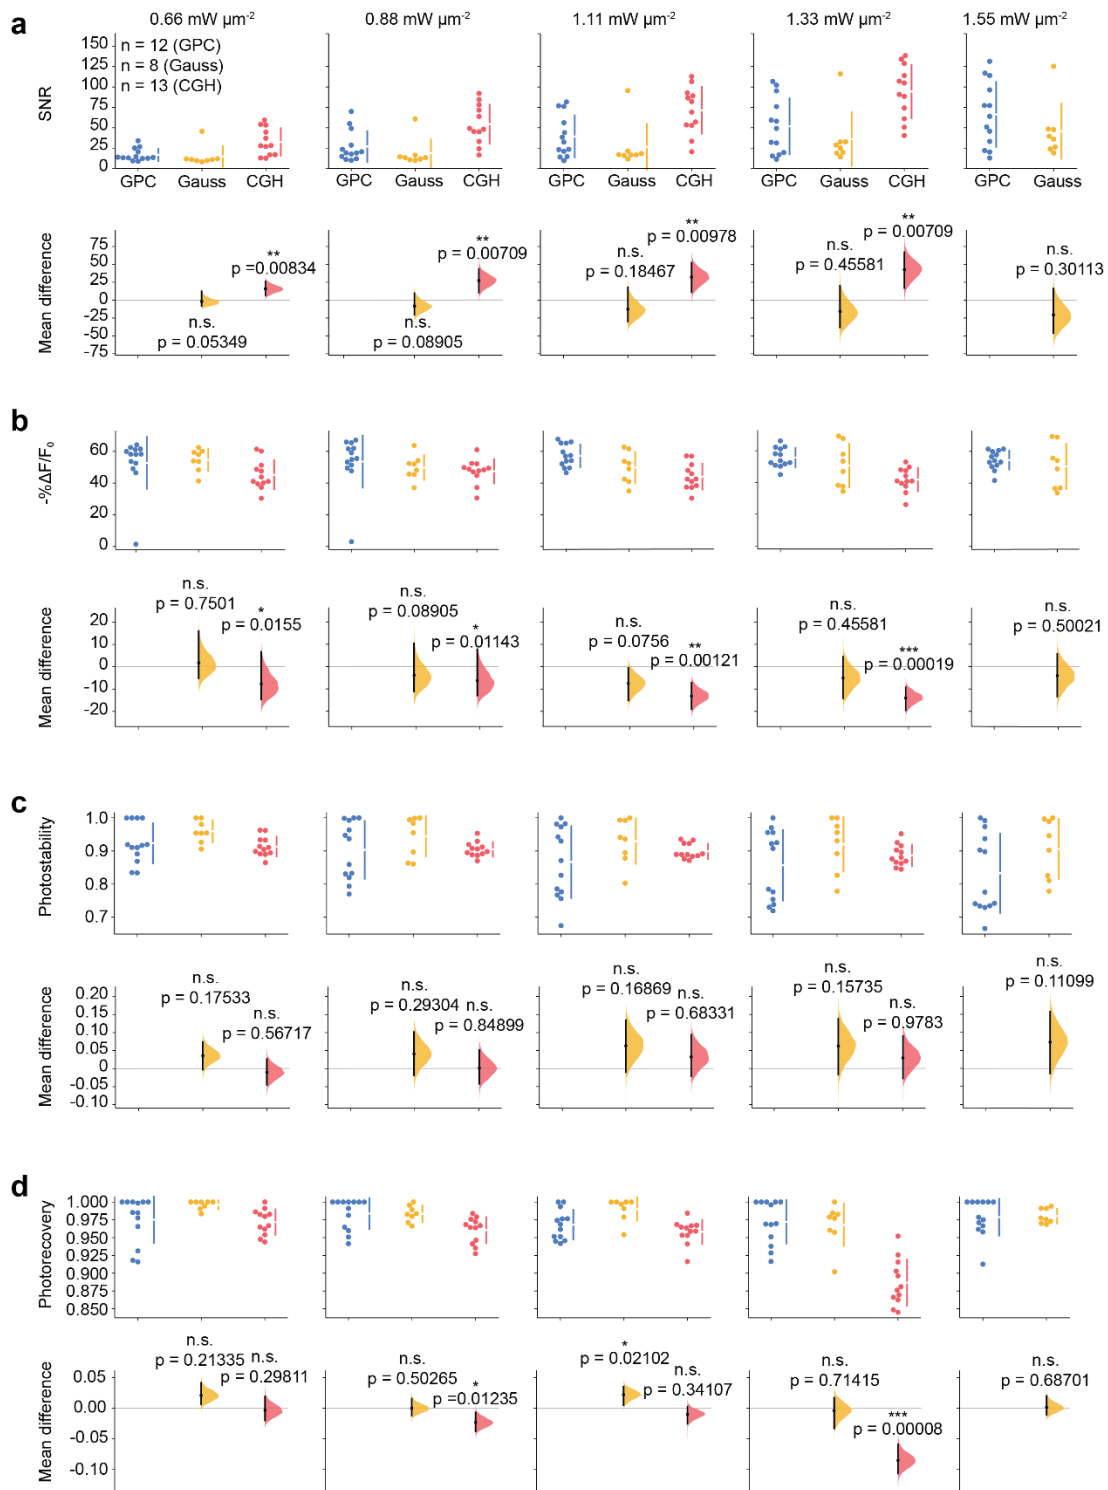 a
0.66 mW µm-2
0.88 mW µm-2
1.11 mW µm-2
1.33 mW µm-2
1.55 mW µm-2
SNR
150
125
100
75
50
25
0
n = 12 (GPC)
n = 8 (Gauss)
n = 13 (CGH)
GPC Gauss CGH
GPC Gauss CGH
GPC Gauss CGH
GPC Gauss CGH
GPC Gauss
Mean difference
75
50
25
0
-25
-50
-75
**
p =0.00834
n.s.
p = 0.05349
**
p = 0.00709
n.s.
p = 0.08905
n.s.
p = 0.18467
**
p = 0.00978
n.s.
p = 0.45581
**
p = 0.00709
n.s.
p = 0.30113
b
-%ΔF/F0
60
40
20
0
Mean difference
20
10
0
-10
-20
n.s.
p = 0.7501
*
p = 0.0155
n.s.
p = 0.08905
*
p = 0.01143
n.s.
p = 0.0756
**
p = 0.00121
n.s.
p = 0.45581
***
p = 0.00019
n.s.
p = 0.50021
c
Photostability
1.0
0.9
0.8
0.7
Mean difference
0.20
0.15
0.10
0.05
0
-0.05
-0.10
n.s.
p = 0.17533
n.s.
p = 0.56717
n.s.
p = 0.29304
n.s.
p = 0.84899
n.s.
p = 0.16869
n.s.
p = 0.68331
n.s.
p = 0.15735
n.s.
p = 0.9783
n.s.
p = 0.11099
d
Photorecovery
1.000
0.975
0.950
0.925
0.900
0.875
0.850
Mean difference
0.05
0.00
-0.05
-0.10
n.s.
p = 0.21335
n.s.
p = 0.29811
n.s.
p = 0.50265
*
p =0.01235
*
p = 0.02102
n.s.
p = 0.34107
n.s.
p = 0.71415
***
p = 0.00008
n.s.
p = 0.68701